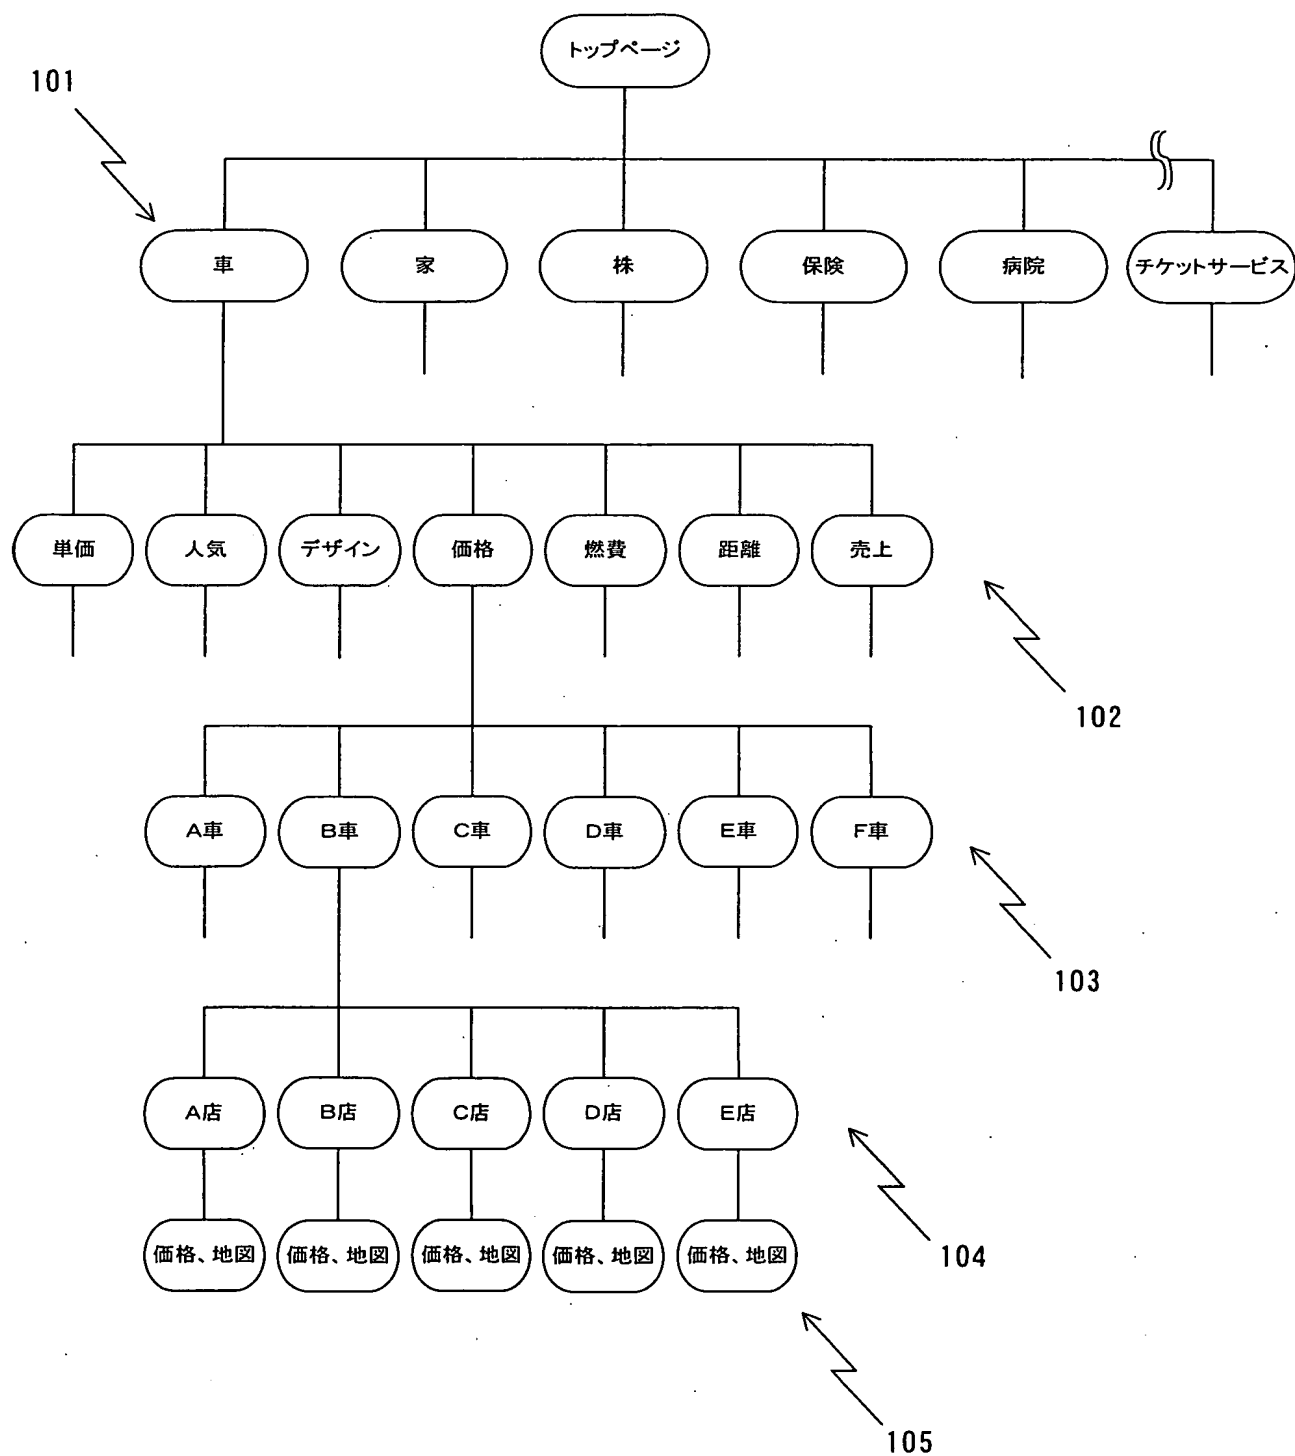 トップページ
101
車
家
株
保険
病院
チケットサービス
単価
人気
デザイン
価格
燃費
距離
売上
102
A車
B車
C車
D車
E車
F車
103
A店
B店
C店
D店
E店
104
価格、地図
価格、地図
価格、地図
価格、地図
価格、地図
105